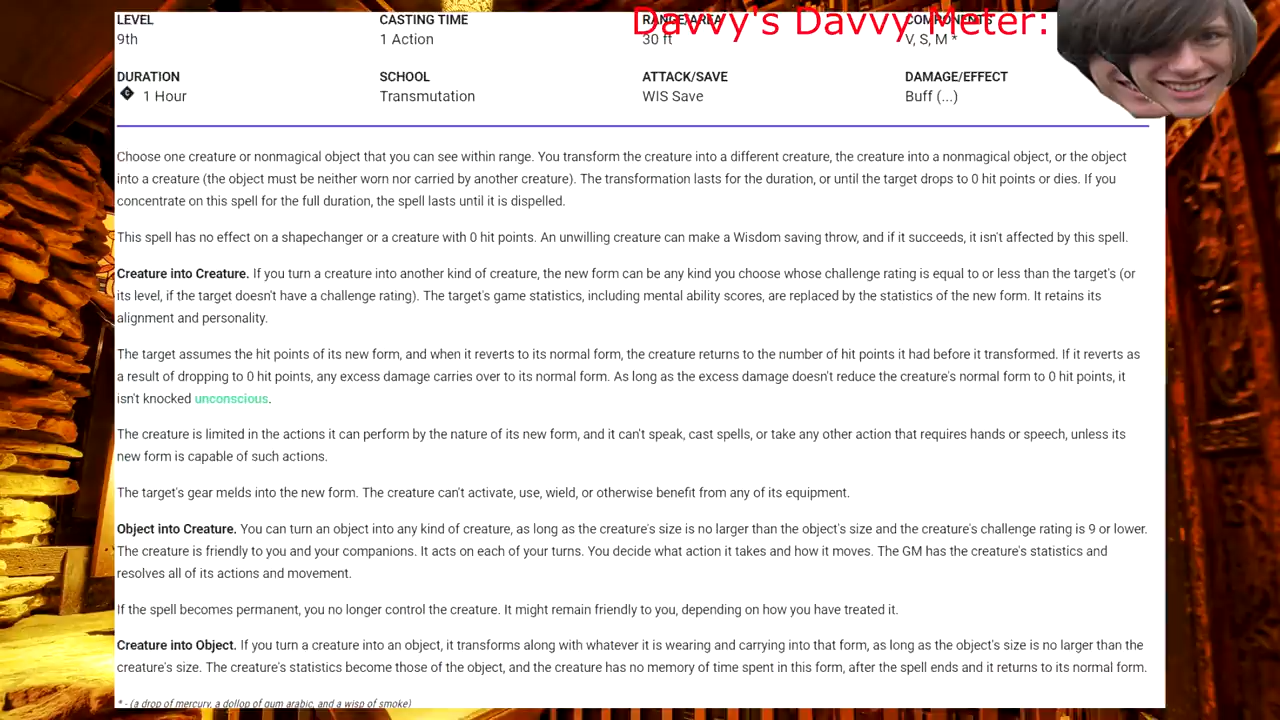 Davvy's Davvy Meter:
LEVEL CASTING TIME RANGE/AREA COMPONENTS
9th 1 Action 30 ft V, S, M *
DURATION SCHOOL ATTACK/SAVE DAMAGE/EFFECT
C 1 Hour Transmutation WIS Save Buff (...)
Choose one creature or nonmagical object that you can see within range. You transform the creature into a different creature, the creature into a nonmagical object, or the object
into a creature (the object must be neither worn nor carried by another creature). The transformation lasts for the duration, or until the target drops to 0 hit points or dies. If you
concentrate on this spell for the full duration, the spell lasts until it is dispelled.
This spell has no effect on a shapechanger or a creature with 0 hit points. An unwilling creature can make a Wisdom saving throw, and if it succeeds, it isn't affected by this spell.
Creature into Creature. If you turn a creature into another kind of creature, the new form can be any kind you choose whose challenge rating is equal to or less than the target's (or
its level, if the target doesn't have a challenge rating). The target's game statistics, including mental ability scores, are replaced by the statistics of the new form. It retains its
alignment and personality.
The target assumes the hit points of its new form, and when it reverts to its normal form, the creature returns to the number of hit points it had before it transformed. If it reverts as
a result of dropping to 0 hit points, any excess damage carries over to its normal form. As long as the excess damage doesn't reduce the creature's normal form to 0 hit points, it
isn't knocked unconscious.
The creature is limited in the actions it can perform by the nature of its new form, and it can't speak, cast spells, or take any other action that requires hands or speech, unless its
new form is capable of such actions.
The target's gear melds into the new form. The creature can't activate, use, wield, or otherwise benefit from any of its equipment.
Object into Creature. You can turn an object into any kind of creature, as long as the creature's size is no larger than the object's size and the creature's challenge rating is 9 or lower.
The creature is friendly to you and your companions. It acts on each of your turns. You decide what action it takes and how it moves. The GM has the creature's statistics and
resolves all of its actions and movement.
If the spell becomes permanent, you no longer control the creature. It might remain friendly to you, depending on how you have treated it.
Creature into Object. If you turn a creature into an object, it transforms along with whatever it is wearing and carrying into that form, as long as the object's size is no larger than the
creature's size. The creature's statistics become those of the object, and the creature has no memory of time spent in this form, after the spell ends and it returns to its normal form.
* - (a drop of mercury, a dollop of gum arabic, and a wisp of smoke)